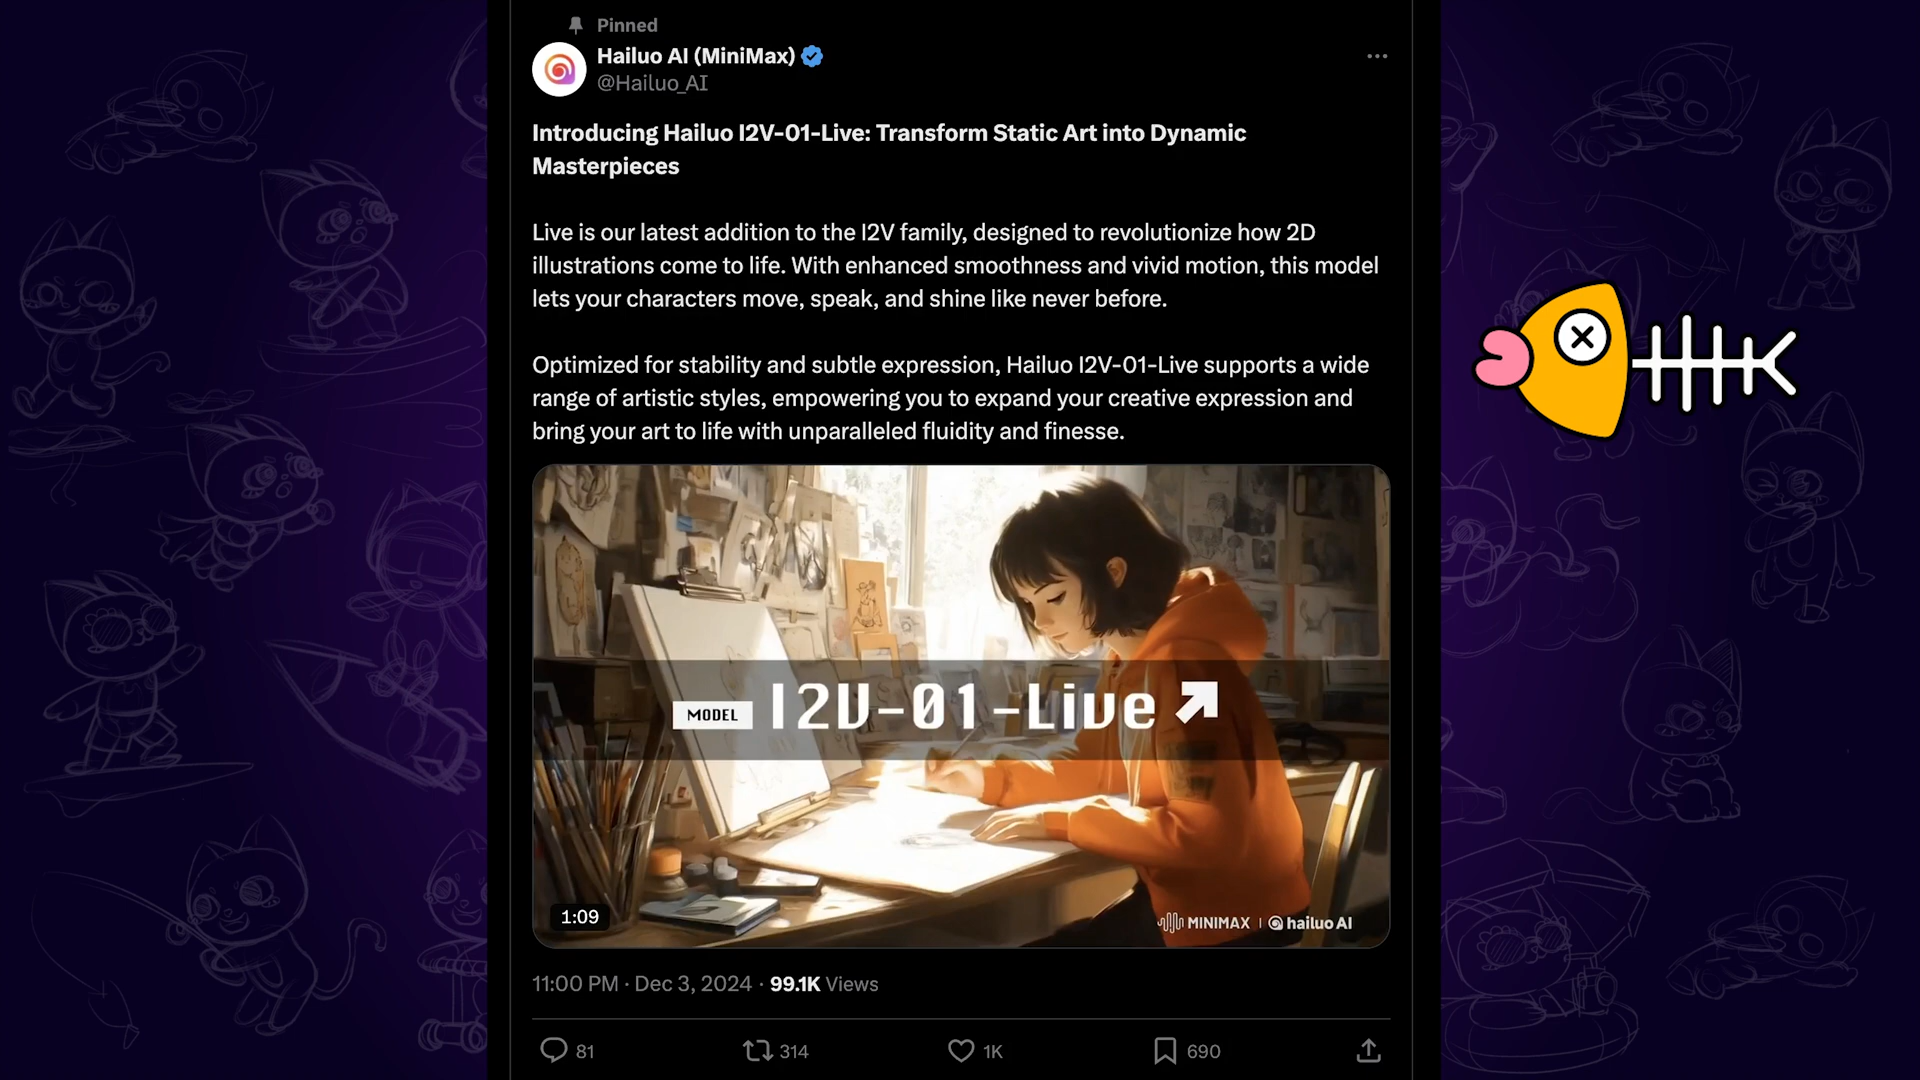 Pinned
Hailuo AI (MiniMax)
@Hailuo_AI
Introducing Hailuo I2V-01-Live: Transform Static Art into Dynamic
Masterpieces
Live is our latest addition to the I2V family, designed to revolutionize how 2D
illustrations come to life. With enhanced smoothness and vivid motion, this model
lets your characters move, speak, and shine like never before.
Optimized for stability and subtle expression, Hailuo I2V-01-Live supports a wide
range of artistic styles, empowering you to expand your creative expression and
bring your art to life with unparalleled fluidity and finesse.
MODEL I2V-01-Live
1:09
MINIMAX | hailuo AI
11:00 PM · Dec 3, 2024 · 99.1K Views
81 314 1K 690